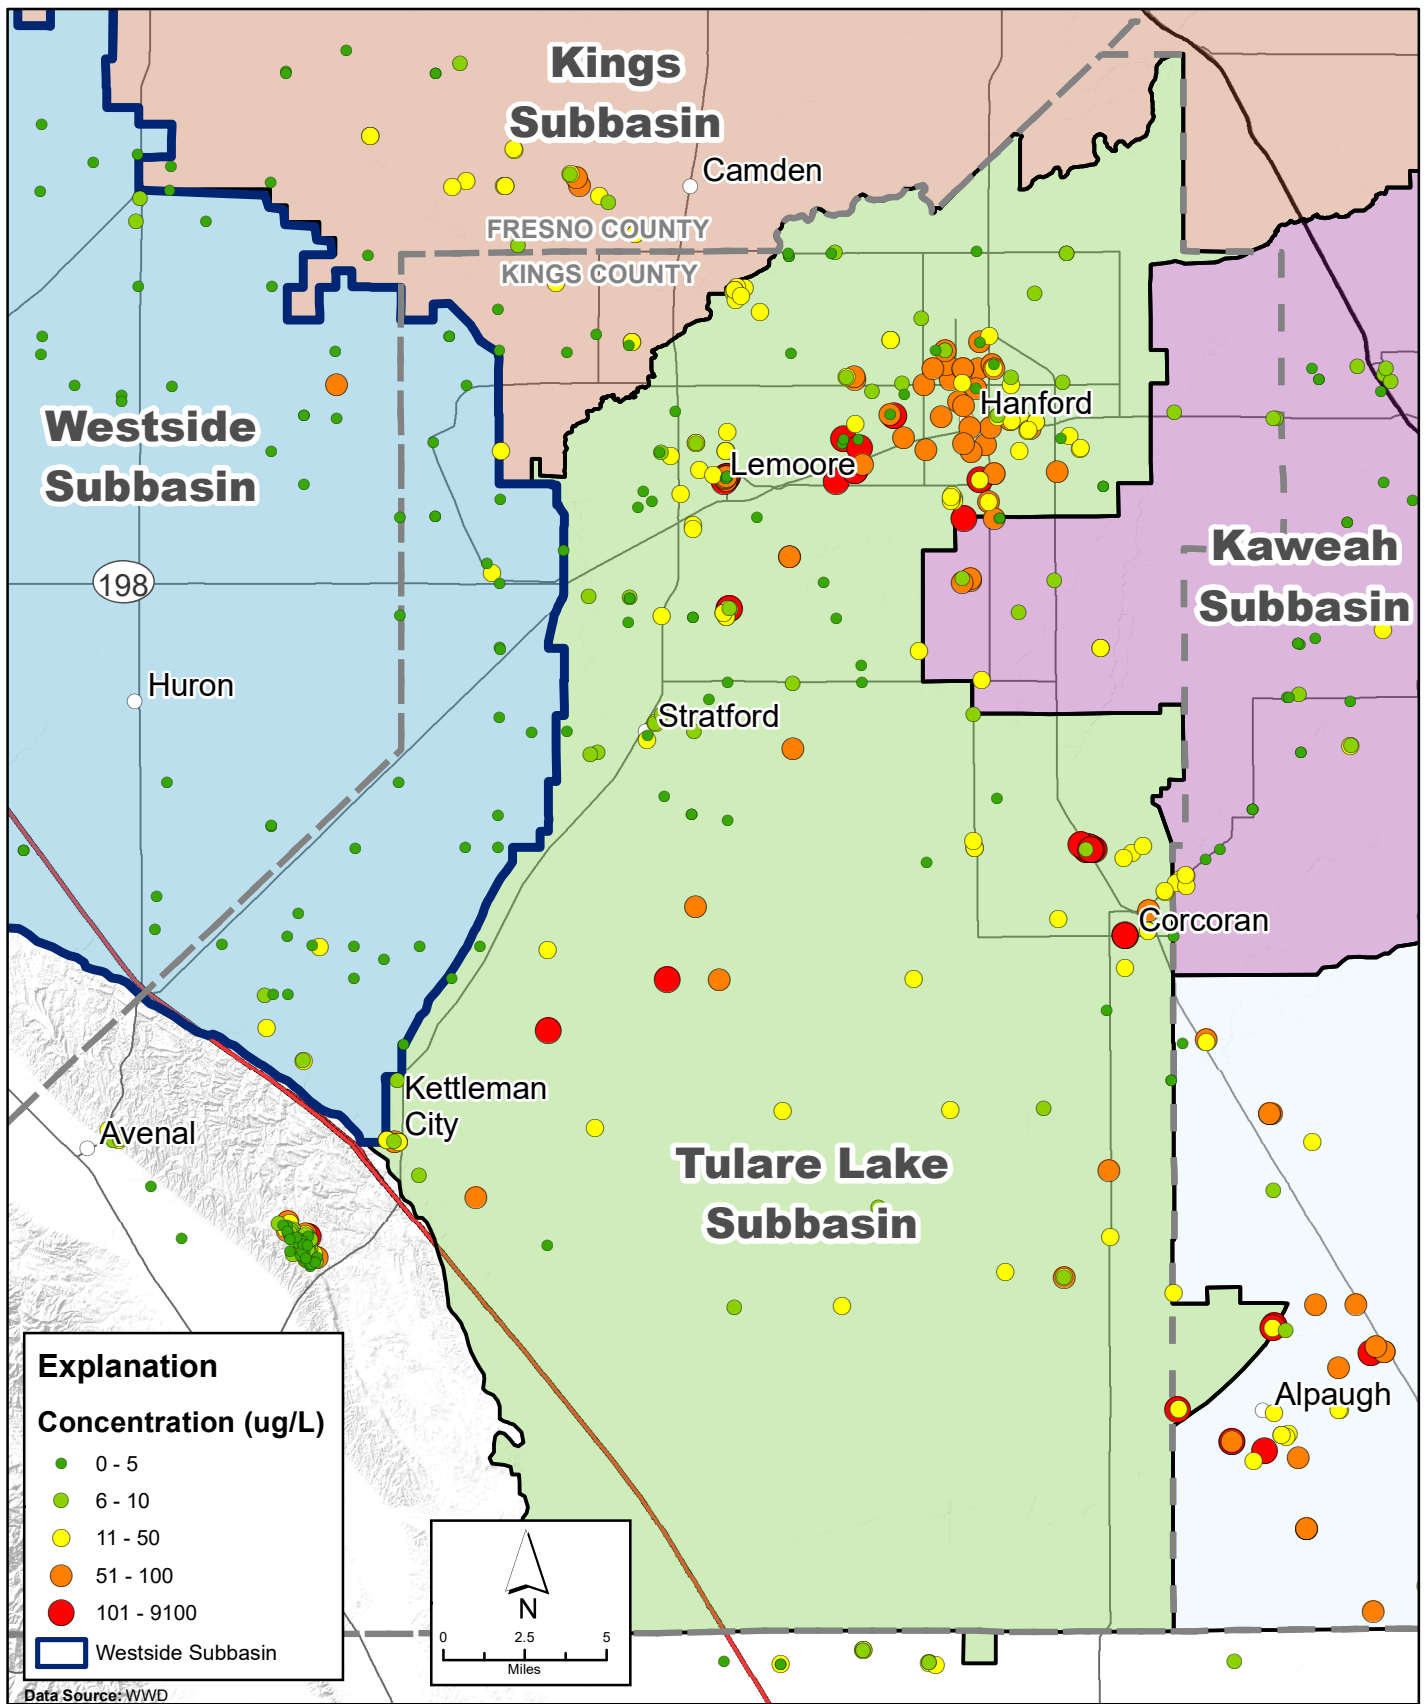 Kings
Subbasin
Camden
FRESNO COUNTY
KINGS COUNTY
Westside
Subbasin
Hanford
Lemoore
Kaweah
Subbasin
198
Huron
Stratford
Corcoran
Kettleman
City
Avenal
Tulare Lake
Subbasin
Alpaugh
Explanation
Concentration (ug/L)
0 - 5
6 - 10
11 - 50
51 - 100
101 - 9100
Westside Subbasin
Data Source: WWD
N
0 2.5 5
Miles